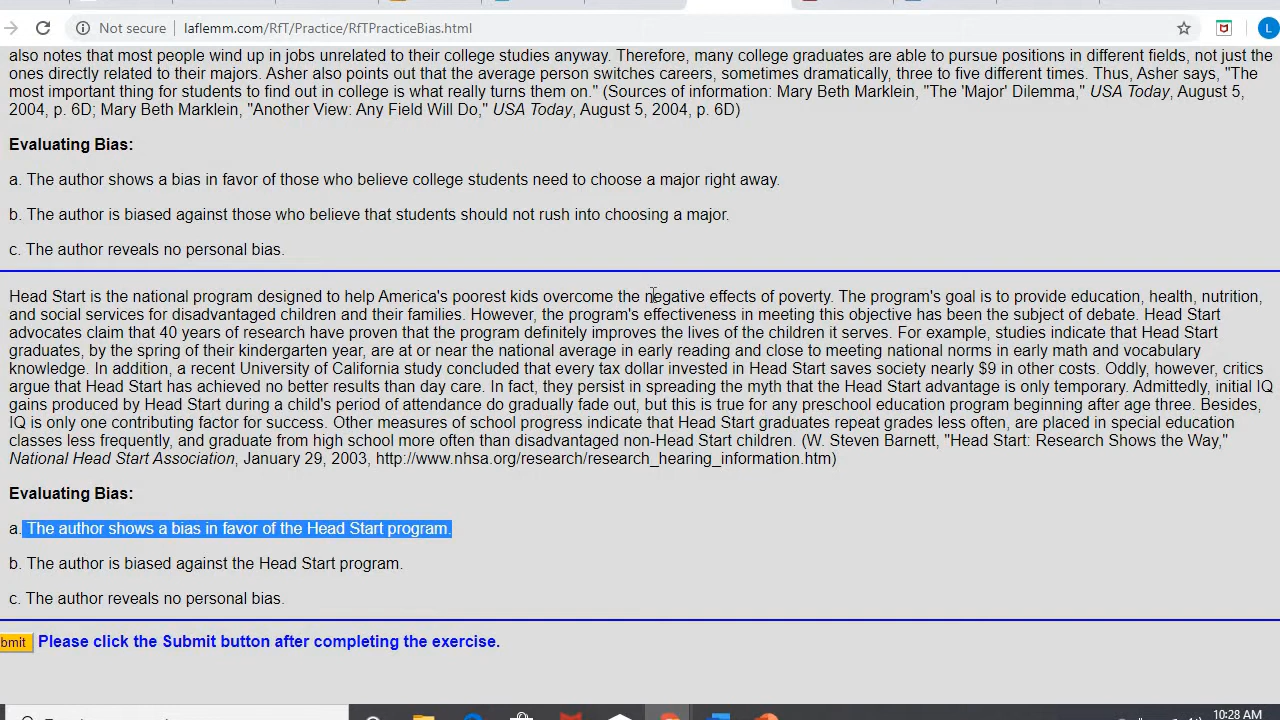 Not secure
laflemm.com/RfT/Practice/RfTPracticeBias.html
L
also notes that most people wind up in jobs unrelated to their college studies anyway. Therefore, many college graduates are able to pursue positions in different fields, not just the
ones directly related to their majors. Asher also points out that the average person switches careers, sometimes dramatically, three to five different times. Thus, Asher says, "The
most important thing for students to find out in college is what really turns them on." (Sources of information: Mary Beth Marklein, "The 'Major' Dilemma," USA Today, August 5,
2004, p. 6D; Mary Beth Marklein, "Another View: Any Field Will Do," USA Today, August 5, 2004, p. 6D)
Evaluating Bias:
a. The author shows a bias in favor of those who believe college students need to choose a major right away.
b. The author is biased against those who believe that students should not rush into choosing a major.
c. The author reveals no personal bias.
Head Start is the national program designed to help America's poorest kids overcome the negative effects of poverty. The program's goal is to provide education, health, nutrition,
and social services for disadvantaged children and their families. However, the program's effectiveness in meeting this objective has been the subject of debate. Head Start
advocates claim that 40 years of research have proven that the program definitely improves the lives of the children it serves. For example, studies indicate that Head Start
graduates, by the spring of their kindergarten year, are at or near the national average in early reading and close to meeting national norms in early math and vocabulary
knowledge. In addition, a recent University of California study concluded that every tax dollar invested in Head Start saves society nearly $9 in other costs. Oddly, however, critics
argue that Head Start has achieved no better results than day care. In fact, they persist in spreading the myth that the Head Start advantage is only temporary. Admittedly, initial IQ
gains produced by Head Start during a child's period of attendance do gradually fade out, but this is true for any preschool education program beginning after age three. Besides,
IQ is only one contributing factor for success. Other measures of school progress indicate that Head Start graduates repeat grades less often, are placed in special education
classes less frequently, and graduate from high school more often than disadvantaged non-Head Start children. (W. Steven Barnett, "Head Start: Research Shows the Way,"
National Head Start Association, January 29, 2003, http://www.nhsa.org/research/research_hearing_information.htm)
Evaluating Bias:
a. The author shows a bias in favor of the Head Start program.
b. The author is biased against the Head Start program.
c. The author reveals no personal bias.
bmit Please click the Submit button after completing the exercise.
10:28 AM